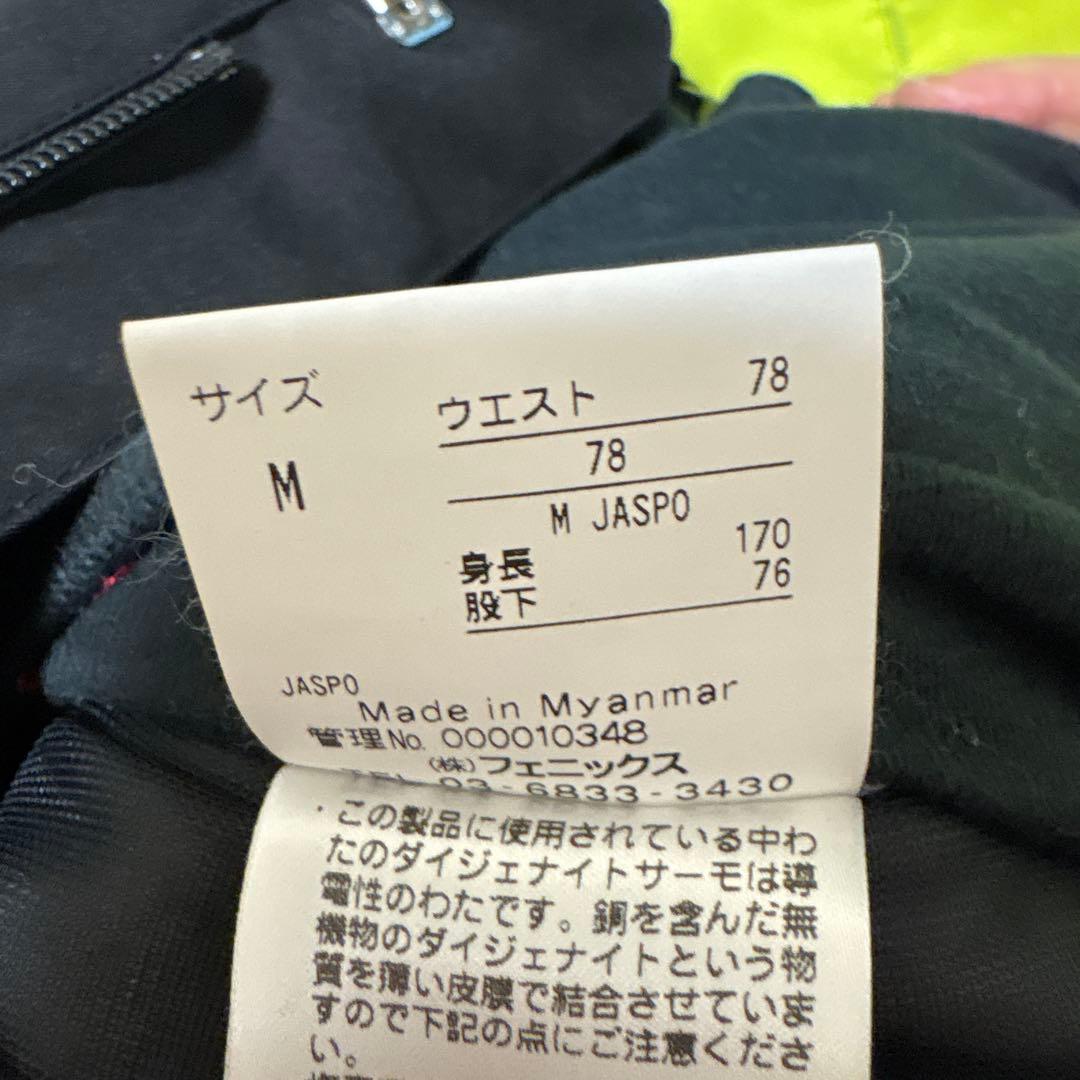 サイズ
M
ウエスト 78
78
M JASPO
身長 170
股下 76
JASPO
Made in Myanmar
管理No. 000010348
(株)フェニックス
TEL 03-6833-3430
・この製品に使用されている中わ
たのダイジェナイトサーモは導
電性のわたです。銅を含んだ無
機物のダイジェナイトという物
質を薄い皮膜で結合させていま
すので下記の点にご注意くださ
い。